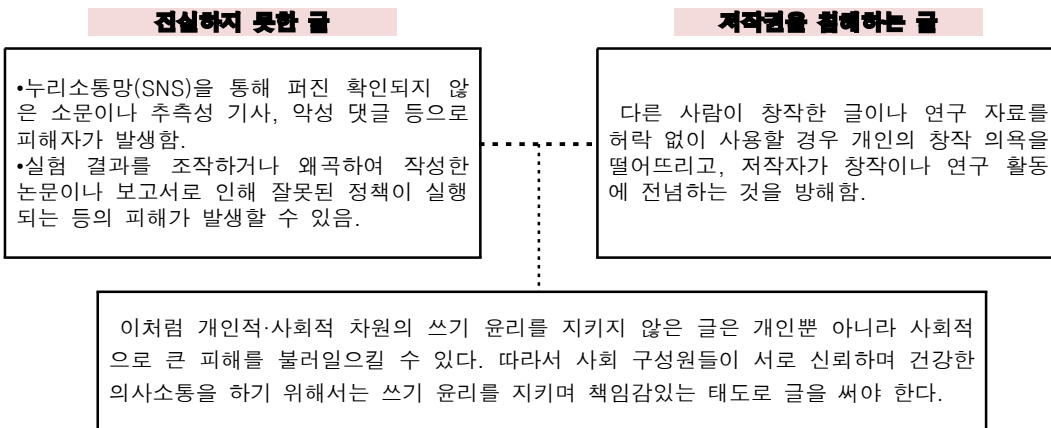 진실하지 못한 글
•누리소통망(SNS)을 통해 퍼진 확인되지 않
은 소문이나 추측성 기사, 악성 댓글 등으로
피해자가 발생함.
•실험 결과를 조작하거나 왜곡하여 작성한
논문이나 보고서로 인해 잘못된 정책이 실행
되는 등의 피해가 발생할 수 있음.
저작권을 침해하는 글
다른 사람이 창작한 글이나 연구 자료를
허락 없이 사용할 경우 개인의 창작 의욕을
떨어뜨리고, 저작자가 창작이나 연구 활동
에 전념하는 것을 방해함.
이처럼 개인적·사회적 차원의 쓰기 윤리를 지키지 않은 글은 개인뿐 아니라 사회적
으로 큰 피해를 불러일으킬 수 있다. 따라서 사회 구성원들이 서로 신뢰하며 건강한
의사소통을 하기 위해서는 쓰기 윤리를 지키며 책임감있는 태도로 글을 써야 한다.